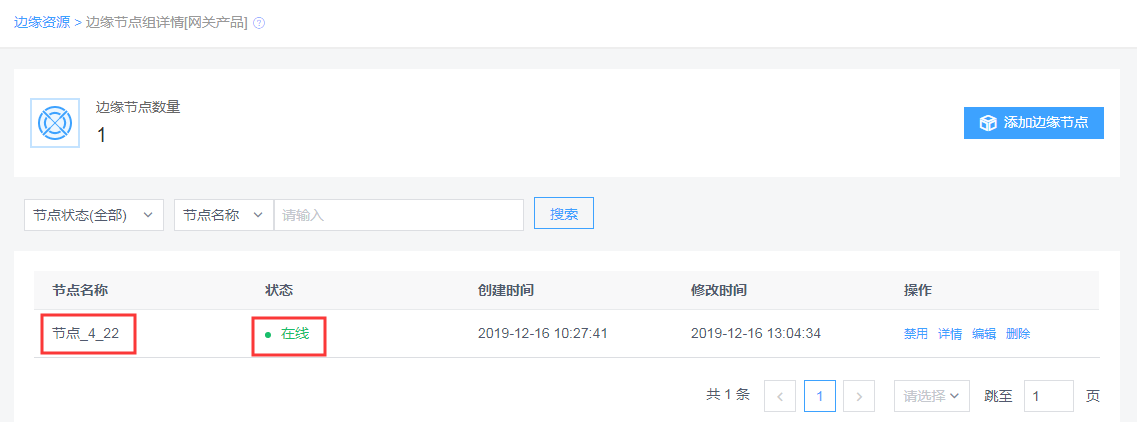 边缘资源 > 边缘节点组详情[网关产品] ?
边缘节点数量
1
添加边缘节点
节点状态(全部) 节点名称 请输入 搜索
节点名称 状态 创建时间 修改时间 操作
节点_4_22 在线 2019-12-16 10:27:41 2019-12-16 13:04:34 禁用 详情 编辑 删除
共 1 条 < 1 > 请选择 跳至 1 页